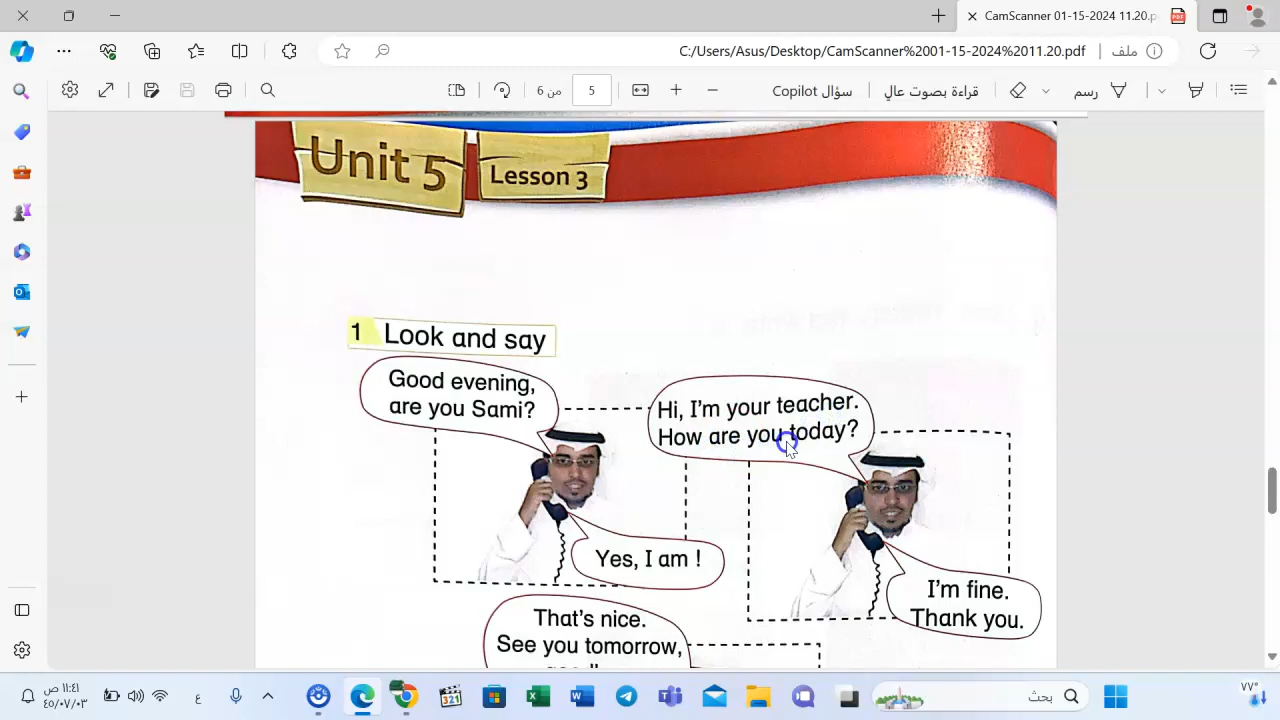 CamScanner 01-15-2024 11.20.p
C:/Users/Asus/Desktop/CamScanner%2001-15-2024%2011.20.pdf
ملف
قراءة بصوت عالٍ
سؤال Copilot
رسم
5
من 6
Unit 5
Lesson 3
1 Look and say
Good evening,
are you Sami?
Yes, I am !
Hi, I'm your teacher.
How are you today?
I'm fine.
Thank you.
That's nice.
See you tomorrow,
١١:٤١ ص
٤٥/٠٧/٠٣
ع
321
بحث
٧٧°